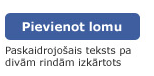 Pievienot lomu
Paskaidrojošais teksts pa
divām rindām izkārtots